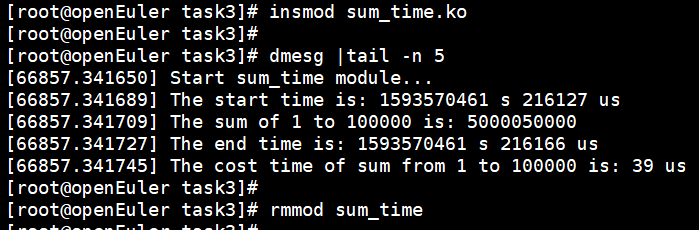 [root@openEuler task3]# insmod sum_time.ko
[root@openEuler task3]#
[root@openEuler task3]# dmesg |tail -n 5
[66857.341650] Start sum_time module...
[66857.341689] The start time is: 1593570461 s 216127 us
[66857.341709] The sum of 1 to 100000 is: 5000050000
[66857.341727] The end time is: 1593570461 s 216166 us
[66857.341745] The cost time of sum from 1 to 100000 is: 39 us
[root@openEuler task3]#
[root@openEuler task3]# rmmod sum_time
[root@openEuler task3]#